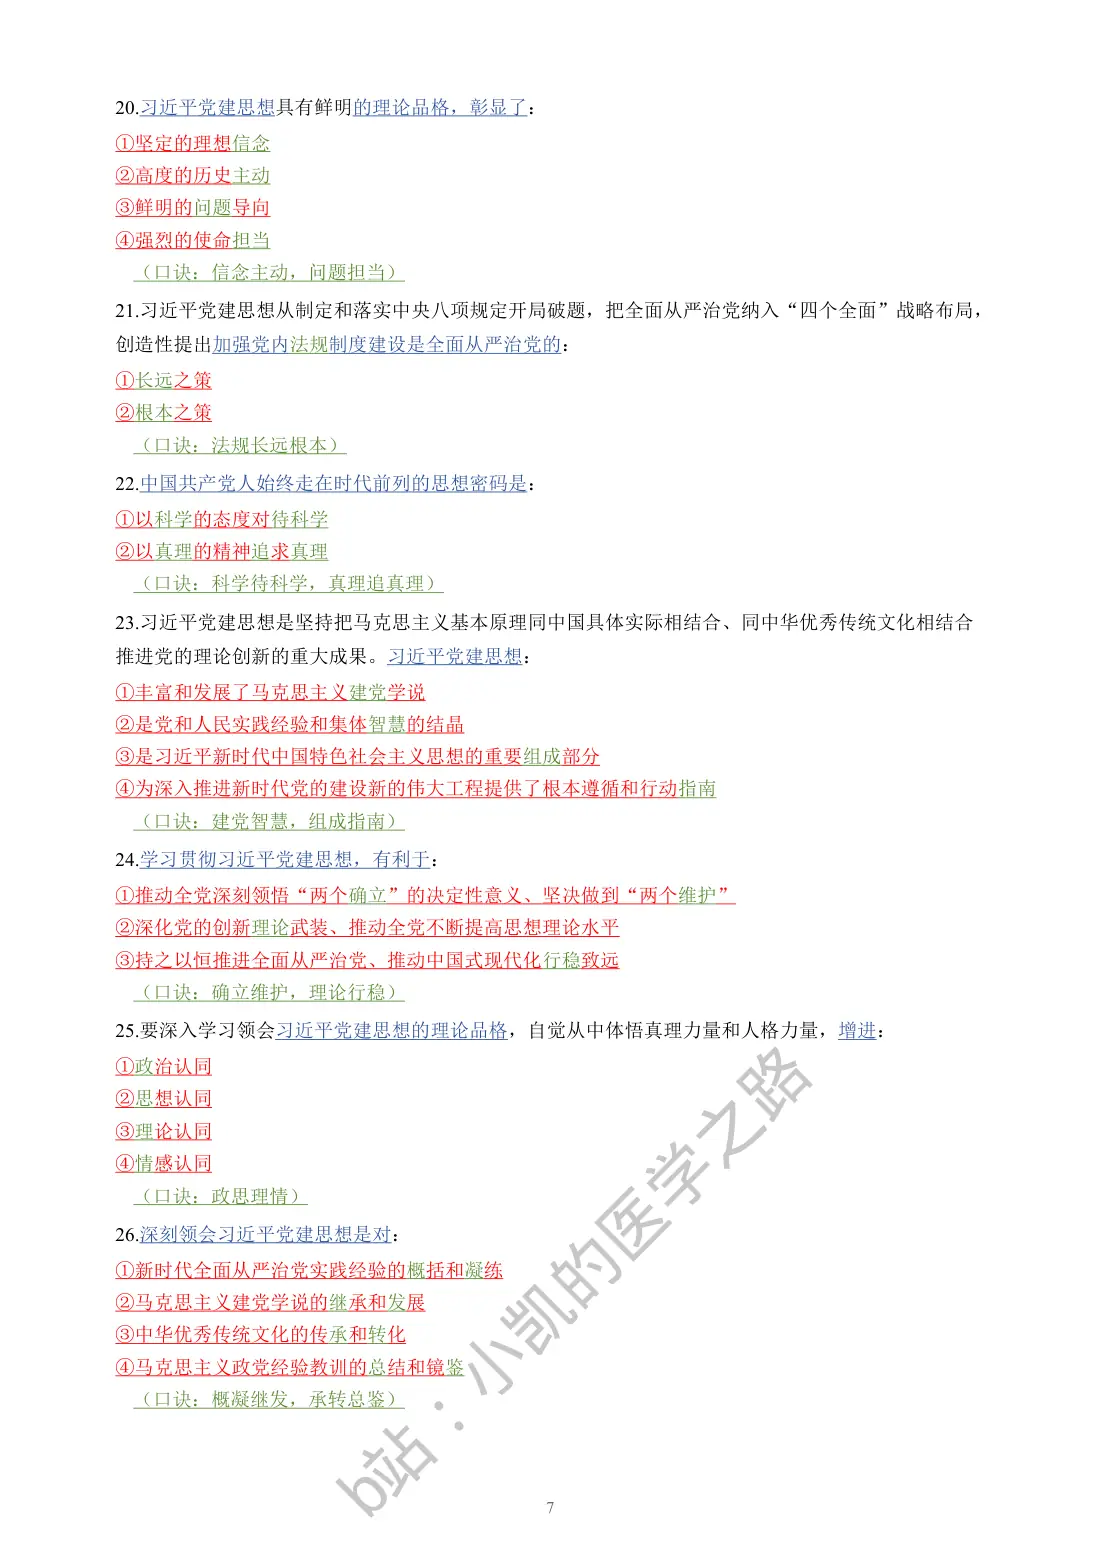 20.习近平党建思想具有鲜明的理论品格，彰显了：
①坚定的理想信念
②高度的历史主动
③鲜明的问题导向
④强烈的使命担当
（口诀：信念主动，问题担当）
21.习近平党建思想从制定和落实中央八项规定开局破题，把全面从严治党纳入“四个全面”战略布局，
创造性提出加强党内法规制度建设是全面从严治党的：
①长远之策
②根本之策
（口诀：法规长远根本）
22.中国共产党人始终走在时代前列的思想密码是：
①以科学的态度对待科学
②以真理的精神追求真理
（口诀：科学待科学，真理追真理）
23.习近平党建思想是坚持把马克思主义基本原理同中国具体实际相结合、同中华优秀传统文化相结合
推进党的理论创新的重大成果。习近平党建思想：
①丰富和发展了马克思主义建党学说
②是党和人民实践经验和集体智慧的结晶
③是习近平新时代中国特色社会主义思想的重要组成部分
④为深入推进新时代党的建设新的伟大工程提供了根本遵循和行动指南
（口诀：建党智慧，组成指南）
24.学习贯彻习近平党建思想，有利于：
①推动全党深刻领悟“两个确立”的决定性意义、坚决做到“两个维护”
②深化党的创新理论武装、推动全党不断提高思想理论水平
③持之以恒推进全面从严治党、推动中国式现代化行稳致远
（口诀：确立维护，理论行稳）
25.要深入学习领会习近平党建思想的理论品格，自觉从中体悟真理力量和人格力量，增进：
①政治认同
②思想认同
③理论认同
④情感认同
（口诀：政思理情）
26.深刻领会习近平党建思想是对：
①新时代全面从严治党实践经验的概括和凝练
②马克思主义建党学说的继承和发展
③中华优秀传统文化的传承和转化
④马克思主义政党经验教训的总结和镜鉴
（口诀：概凝继发，承转总鉴）
b站：小凯的医学之路
7